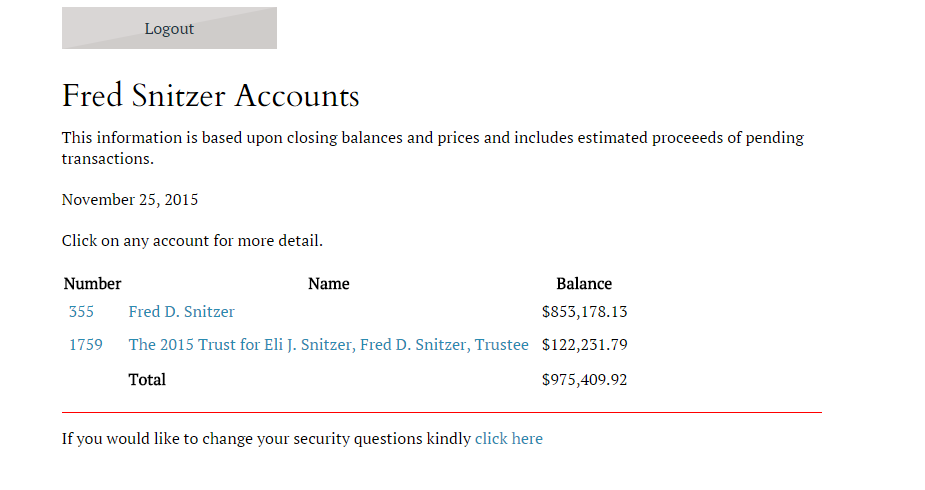 Logout
Fred Snitzer Accounts
This information is based upon closing balances and prices and includes estimated proceeeds of pending
transactions.
November 25, 2015
Click on any account for more detail.
Number Name Balance
355 Fred D. Snitzer $853,178.13
1759 The 2015 Trust for Eli J. Snitzer, Fred D. Snitzer, Trustee $122,231.79
Total $975,409.92
If you would like to change your security questions kindly click here